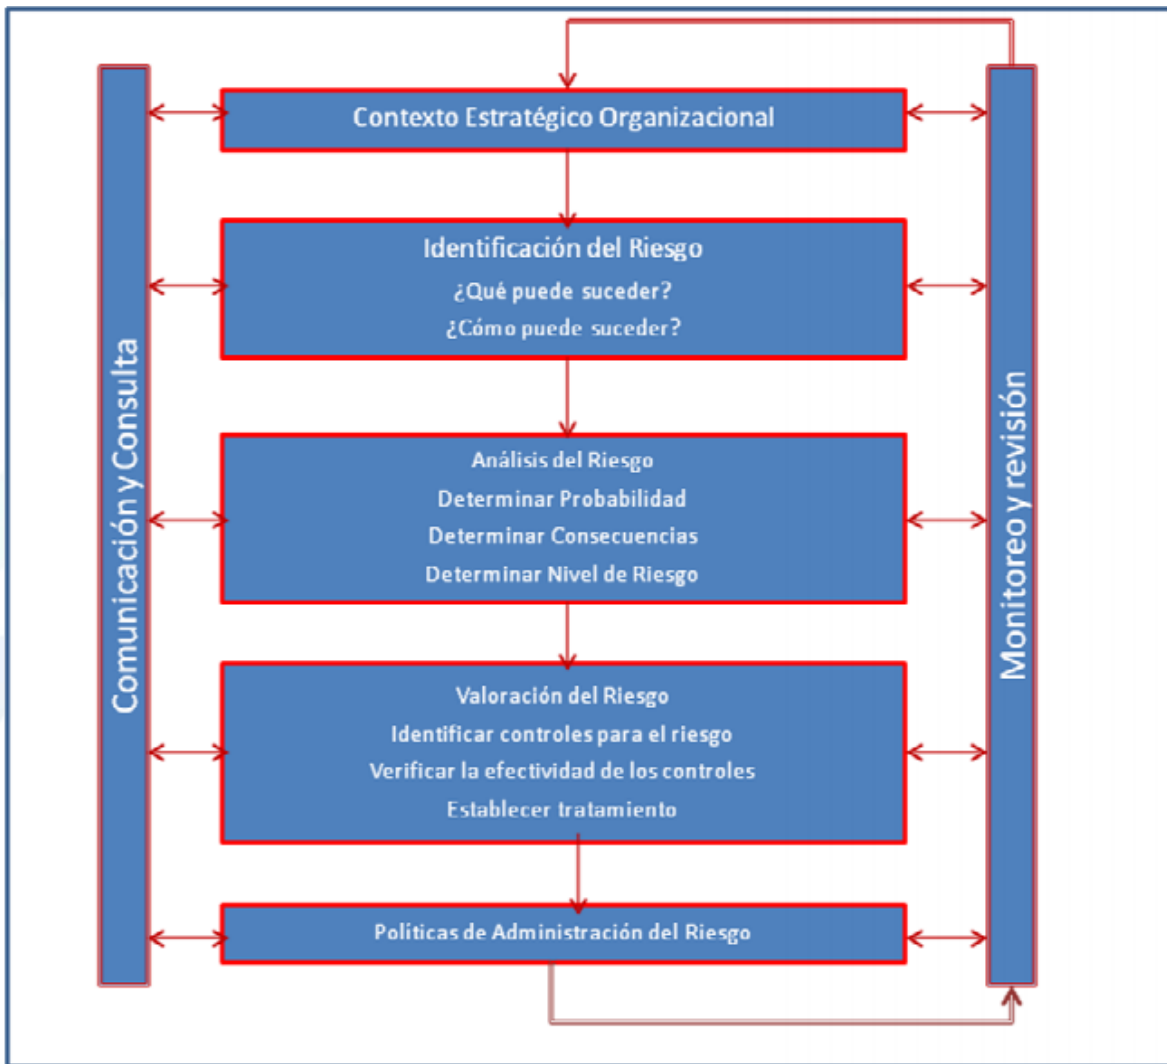 Contexto Estratégico Organizacional
Identificación del Riesgo
¿Qué puede suceder?
¿Cómo puede suceder?
Análisis del Riesgo
Determinar Probabilidad
Determinar Consecuencias
Determinar Nivel de Riesgo
Valoración del Riesgo
Identificar controles para el riesgo
Verificar la efectividad de los controles
Establecer tratamiento
Políticas de Administración del Riesgo
Comunicación y Consulta
Monitoreo y revisión